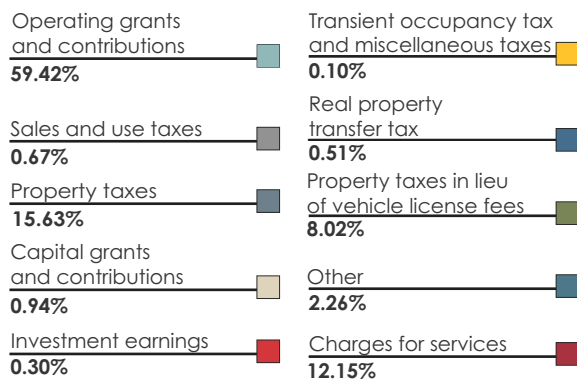 Operating grants
and contributions
59.42%
Sales and use taxes
0.67%
Property taxes
15.63%
Capital grants
and contributions
0.94%
Investment earnings
0.30%
Transient occupancy tax
and miscellaneous taxes
0.10%
Real property
transfer tax
0.51%
Property taxes in lieu
of vehicle license fees
8.02%
Other
2.26%
Charges for services
12.15%